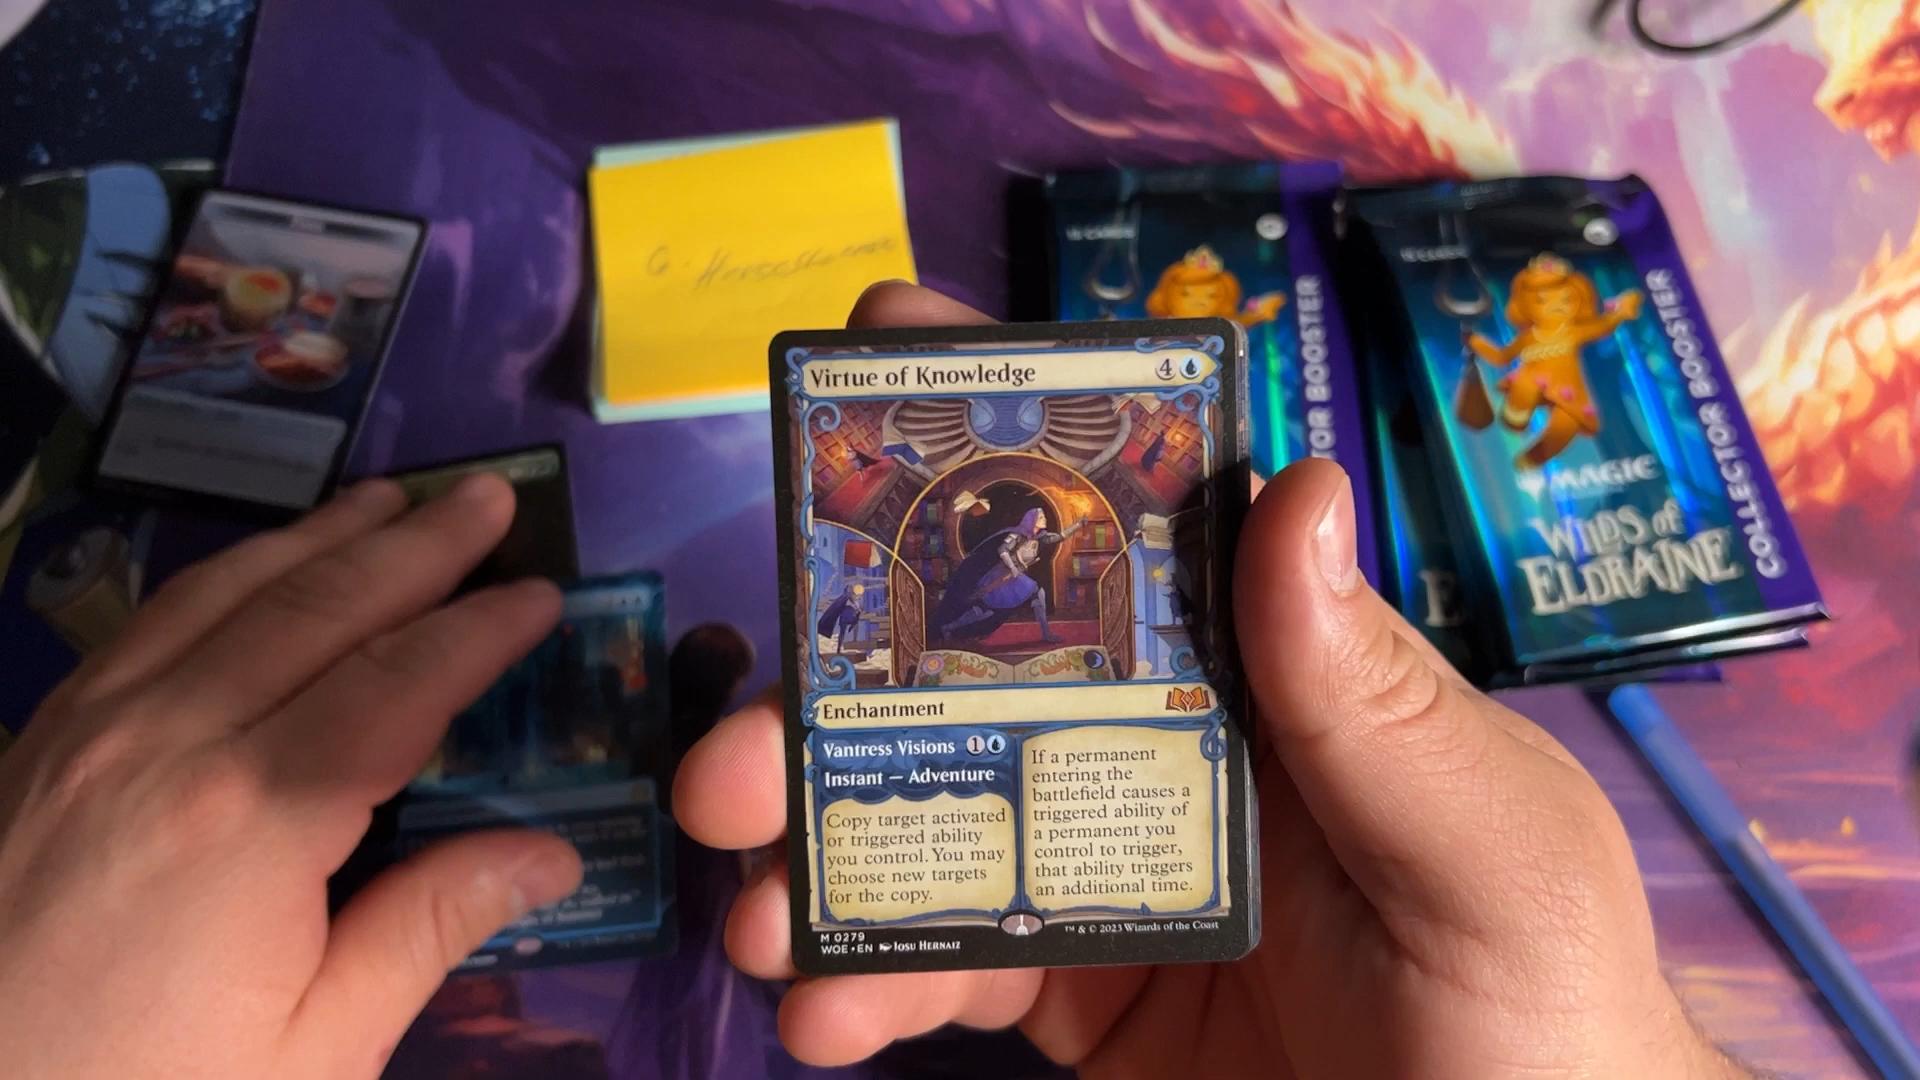 Virtue of Knowledge 4
Enchantment
Vantress Visions 1
Instant — Adventure
Copy target activated
or triggered ability
you control. You may
choose new targets
for the copy.
If a permanent
entering the
battlefield causes a
triggered ability of
a permanent you
control to trigger,
that ability triggers
an additional time.
M 0279
WOE • EN Iosu Hernaiz
™ & © 2023 Wizards of the Coast
MAGIC
WILDS of
ELDRAINE
COLLECTOR BOOSTER
TOR BOOSTER
E